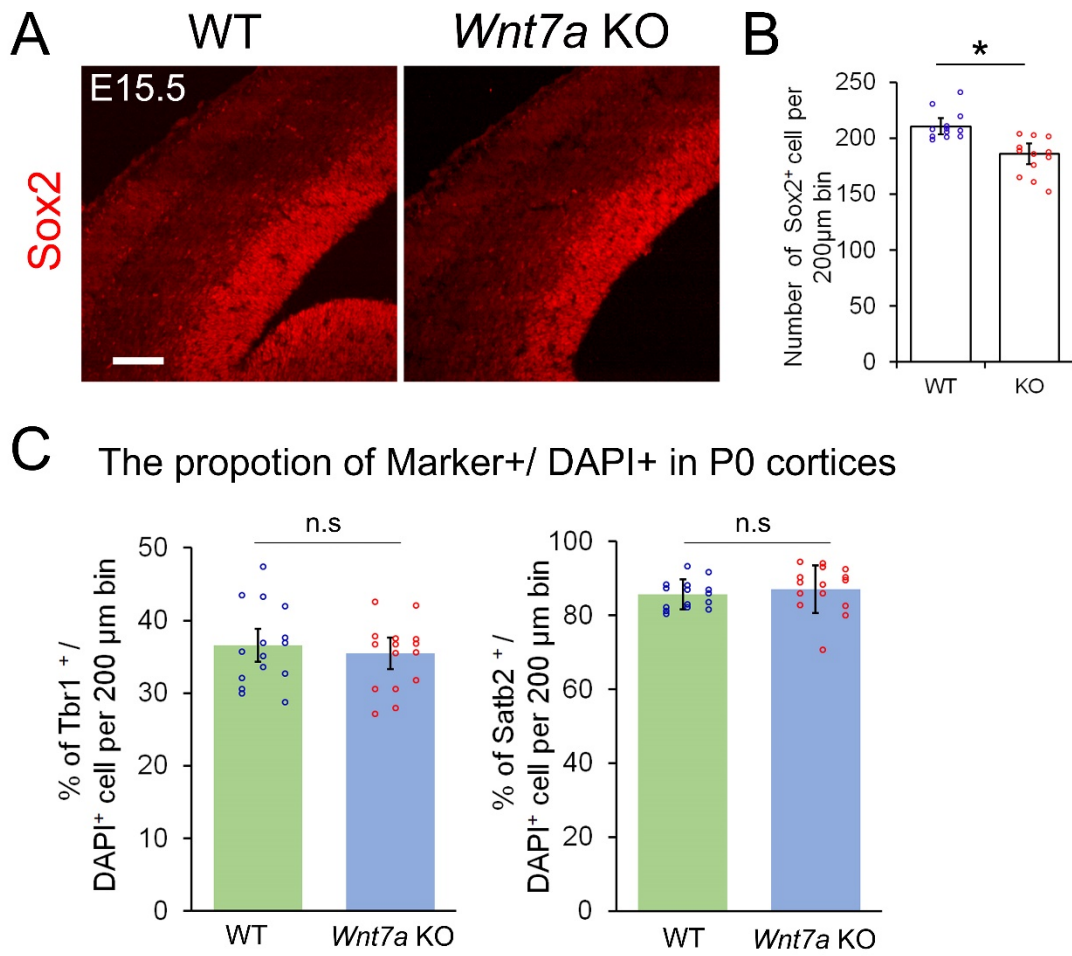 A
WT
Wnt7a KO
E15.5
Sox2
B
*
Number of Sox2⁺ cell per
200µm bin
250
200
150
100
50
0
WT
KO
C
The propotion of Marker+/ DAPI+ in P0 cortices
n.s
% of Tbr1 ⁺ /
DAPI⁺ cell per 200 µm bin
50
40
30
20
10
0
WT
Wnt7a KO
n.s
% of Satb2 ⁺ /
DAPI⁺ cell per 200 µm bin
100
80
60
40
20
0
WT
Wnt7a KO